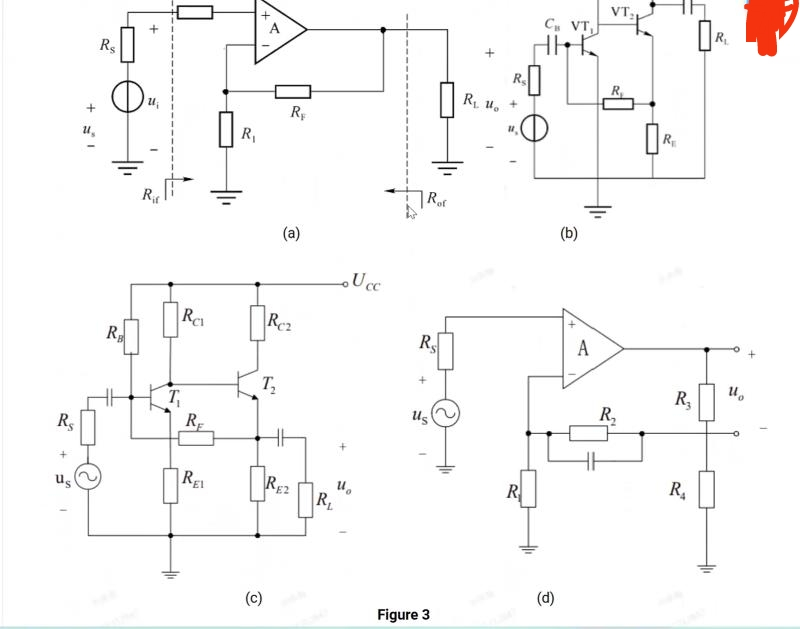 +
A
−
R_S
+
u_s
−
+
u_i
−
R_F
R_1
R_if
R_of
R_L
+
u_o
−
(a)
C_B
VT_1
VT_2
R_L
R_S
+
u_s
−
R_F
R_E
(b)
U_CC
R_B
R_C1
R_C2
T_1
T_2
R_S
R_F
+
u_S
−
R_E1
R_E2
R_L
+
u_o
−
(c)
R_S
+
A
−
+
u_S
−
R_2
R_1
R_3
+
u_o
−
R_4
(d)
Figure 3